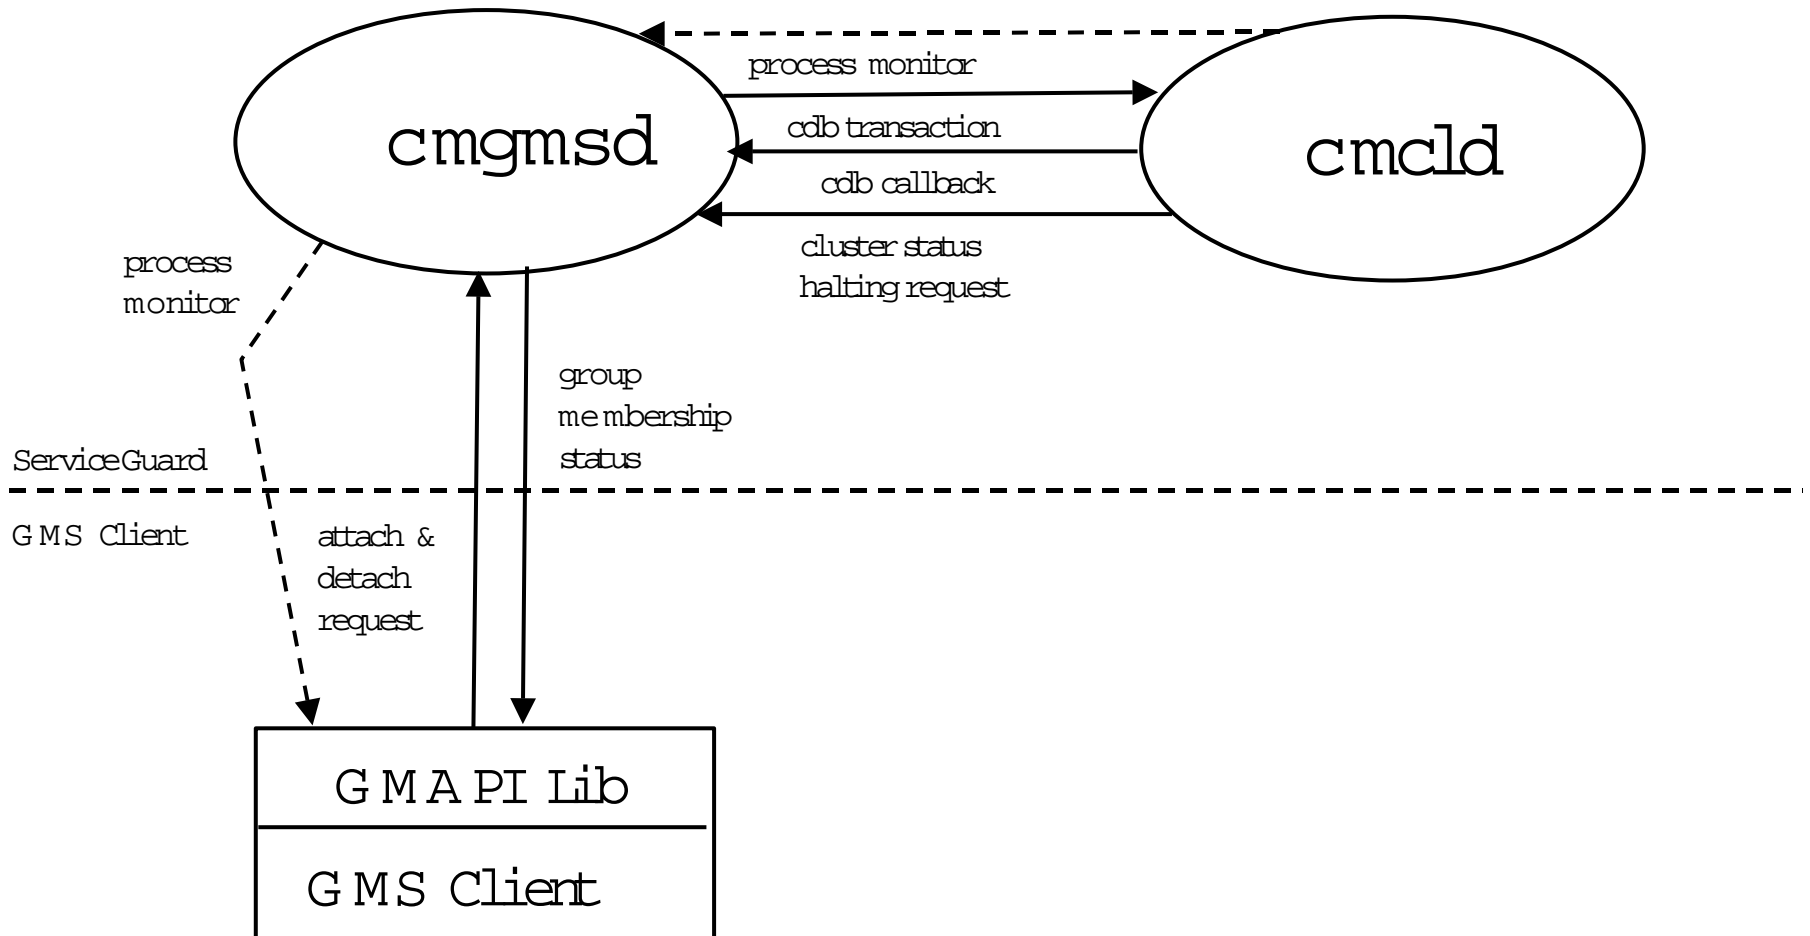 process monitor
cmgmsd
cdb transaction
cmcld
cdb callback
cluster status
halting request
process
monitor
group
membership
status
ServiceGuard
GMS Client
attach &
detach
request
GMAPI Lib
GMS Client